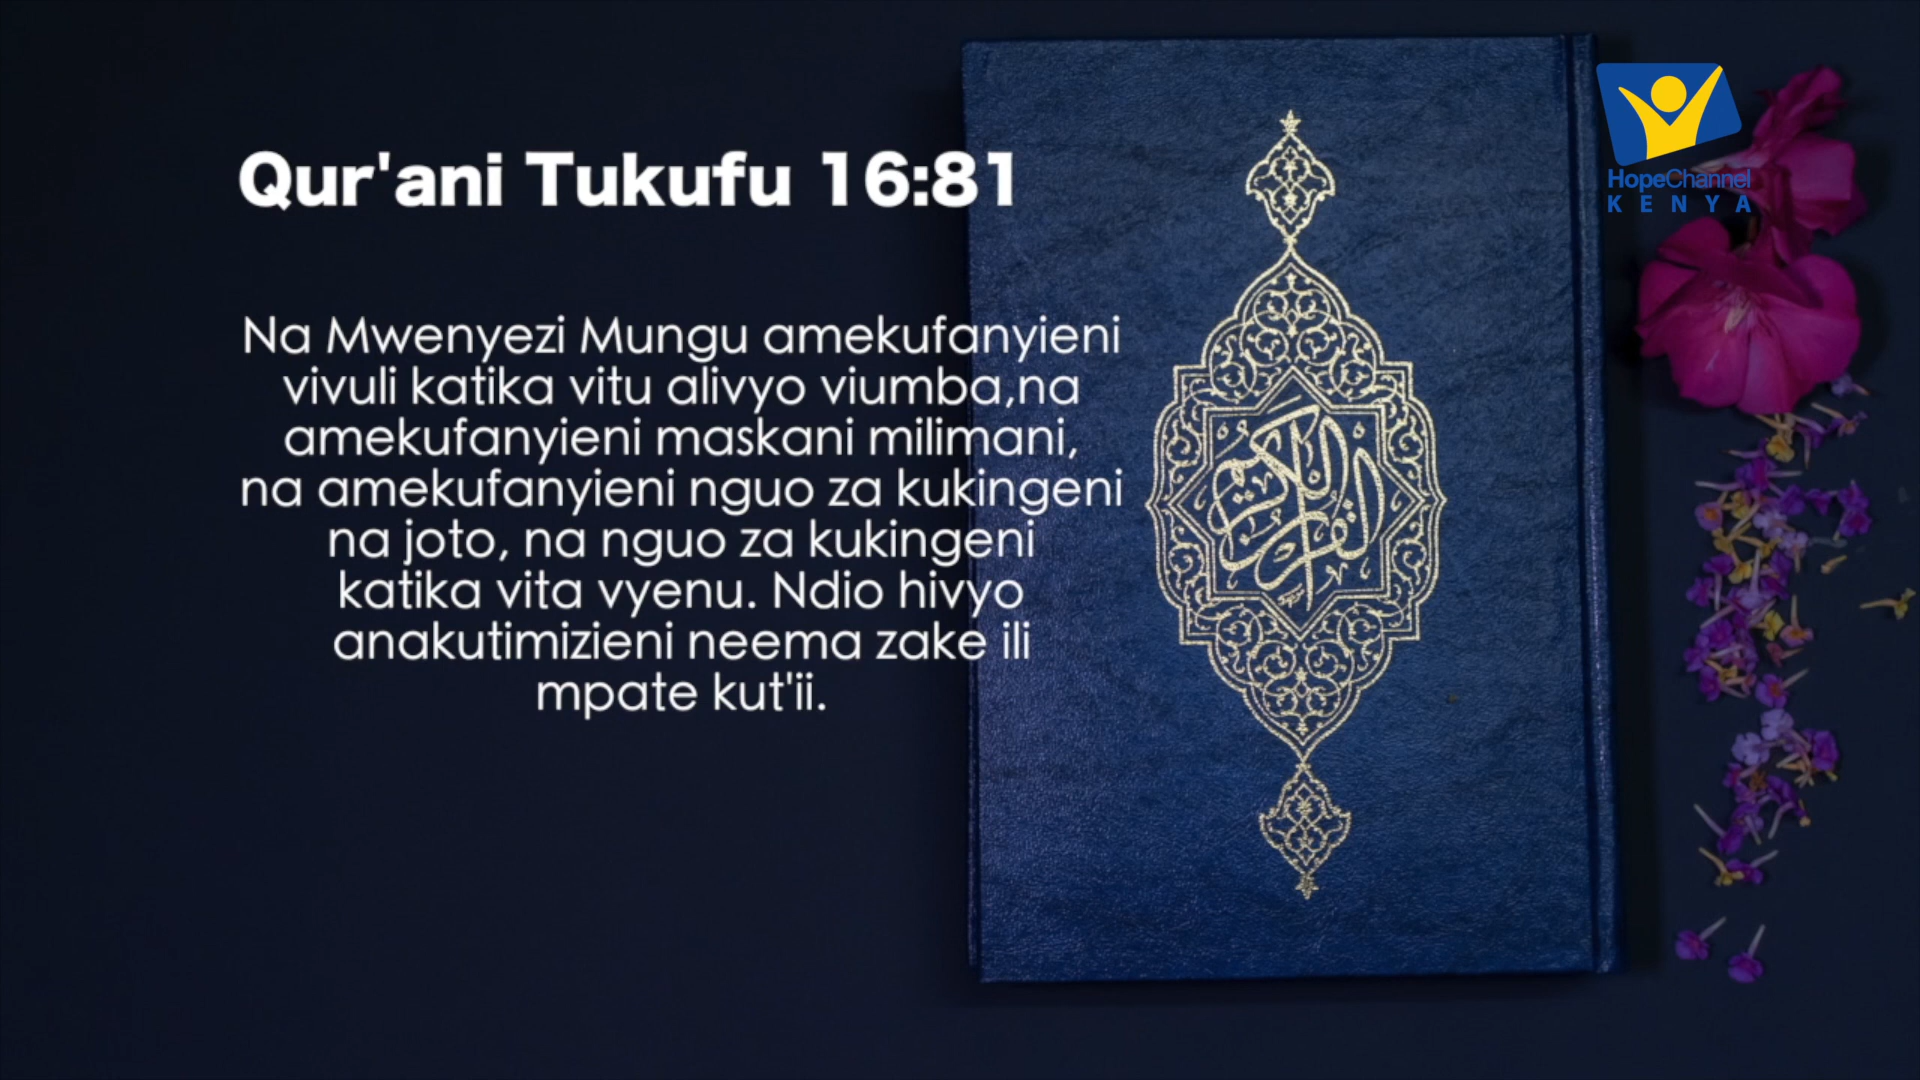 Qur'ani Tukufu 16:81
Na Mwenyezi Mungu amekufanyieni
vivuli katika vitu alivyo viumba,na
amekufanyieni maskani milimani,
na amekufanyieni nguo za kukingeni
na joto, na nguo za kukingeni
katika vita vyenu. Ndio hivyo
anakutimizieni neema zake ili
mpate kut'ii.
القرآن الكريم
HopeChannel
KENYA